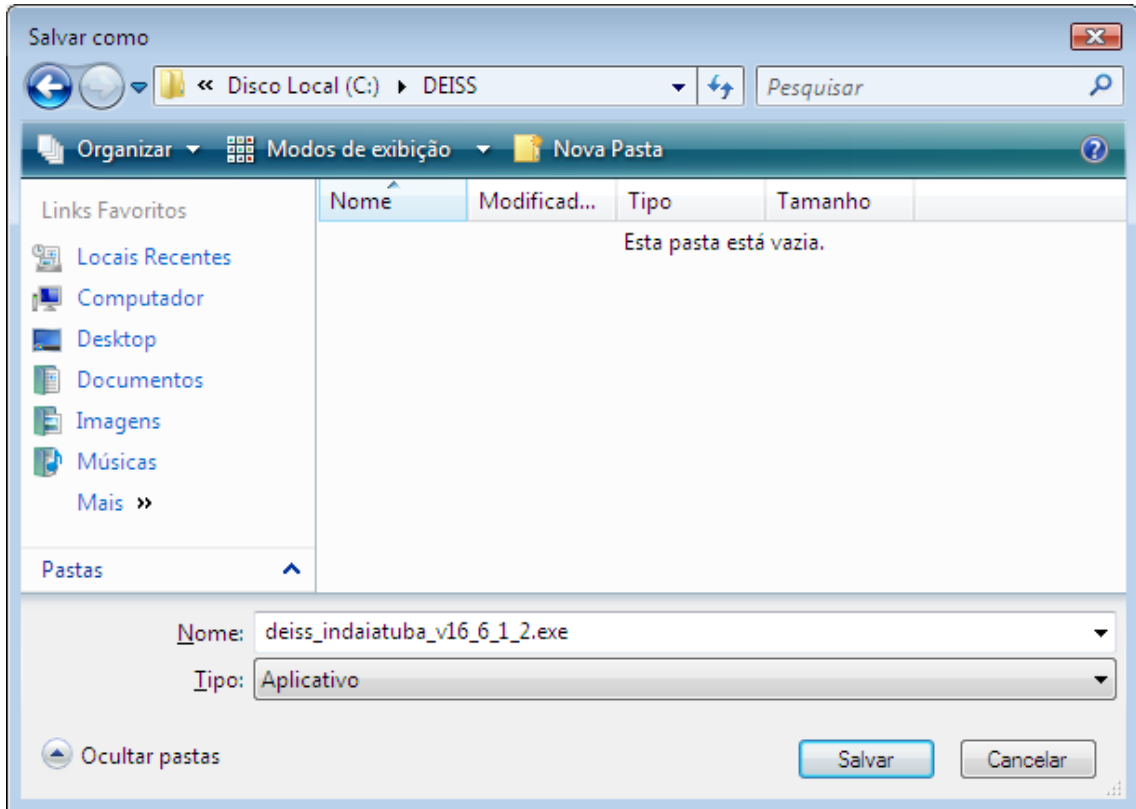 Salvar como
« Disco Local (C:) ▸ DEISS
Pesquisar
Organizar Modos de exibição Nova Pasta
Links Favoritos
Locais Recentes
Computador
Desktop
Documentos
Imagens
Músicas
Mais »
Pastas
Nome Modificad... Tipo Tamanho
Esta pasta está vazia.
Nome: deiss_indaiatuba_v16_6_1_2.exe
Tipo: Aplicativo
Ocultar pastas
Salvar Cancelar